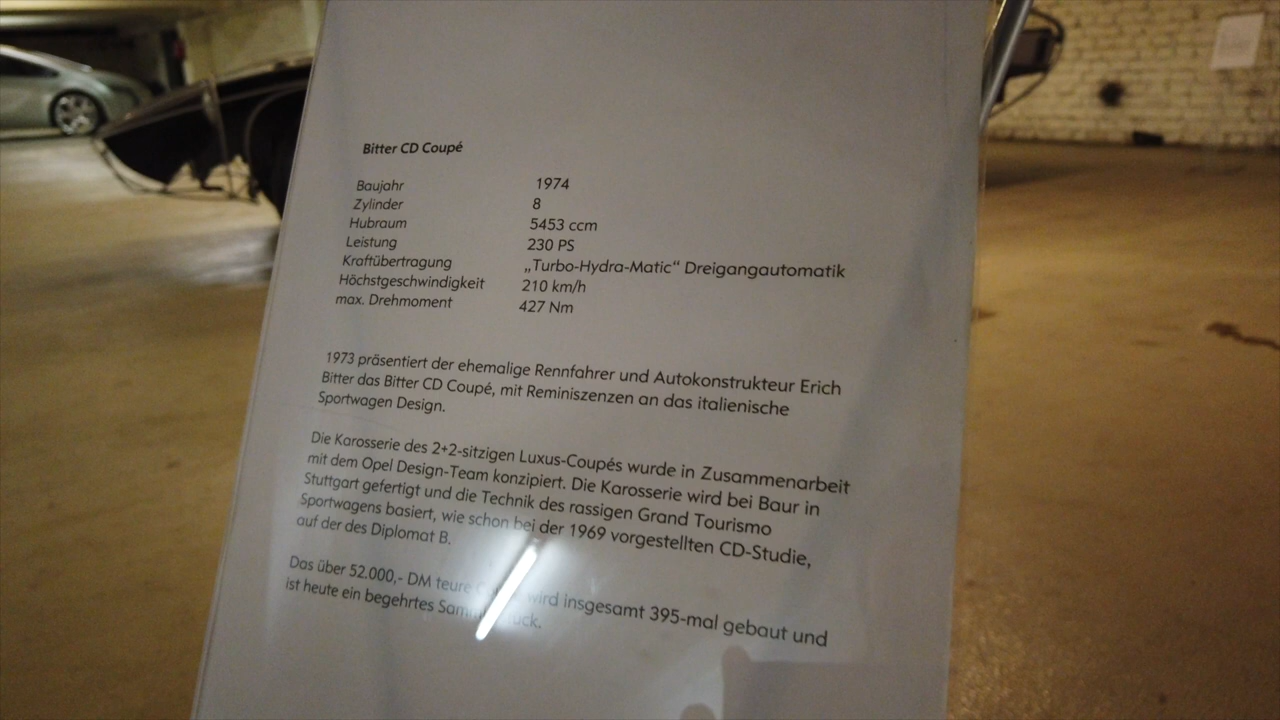 Bitter CD Coupé
Baujahr 1974
Zylinder 8
Hubraum 5453 ccm
Leistung 230 PS
Kraftübertragung „Turbo-Hydra-Matic“ Dreigangautomatik
Höchstgeschwindigkeit 210 km/h
max. Drehmoment 427 Nm
1973 präsentiert der ehemalige Rennfahrer und Autokonstrukteur Erich
Bitter das Bitter CD Coupé, mit Reminiszenzen an das italienische
Sportwagen Design.
Die Karosserie des 2+2-sitzigen Luxus-Coupés wurde in Zusammenarbeit
mit dem Opel Design-Team konzipiert. Die Karosserie wird bei Baur in
Stuttgart gefertigt und die Technik des rassigen Grand Tourismo
Sportwagens basiert, wie schon bei der 1969 vorgestellten CD-Studie,
auf der des Diplomat B.
Das über 52.000,- DM teure wird insgesamt 395-mal gebaut und
ist heute ein begehrtes